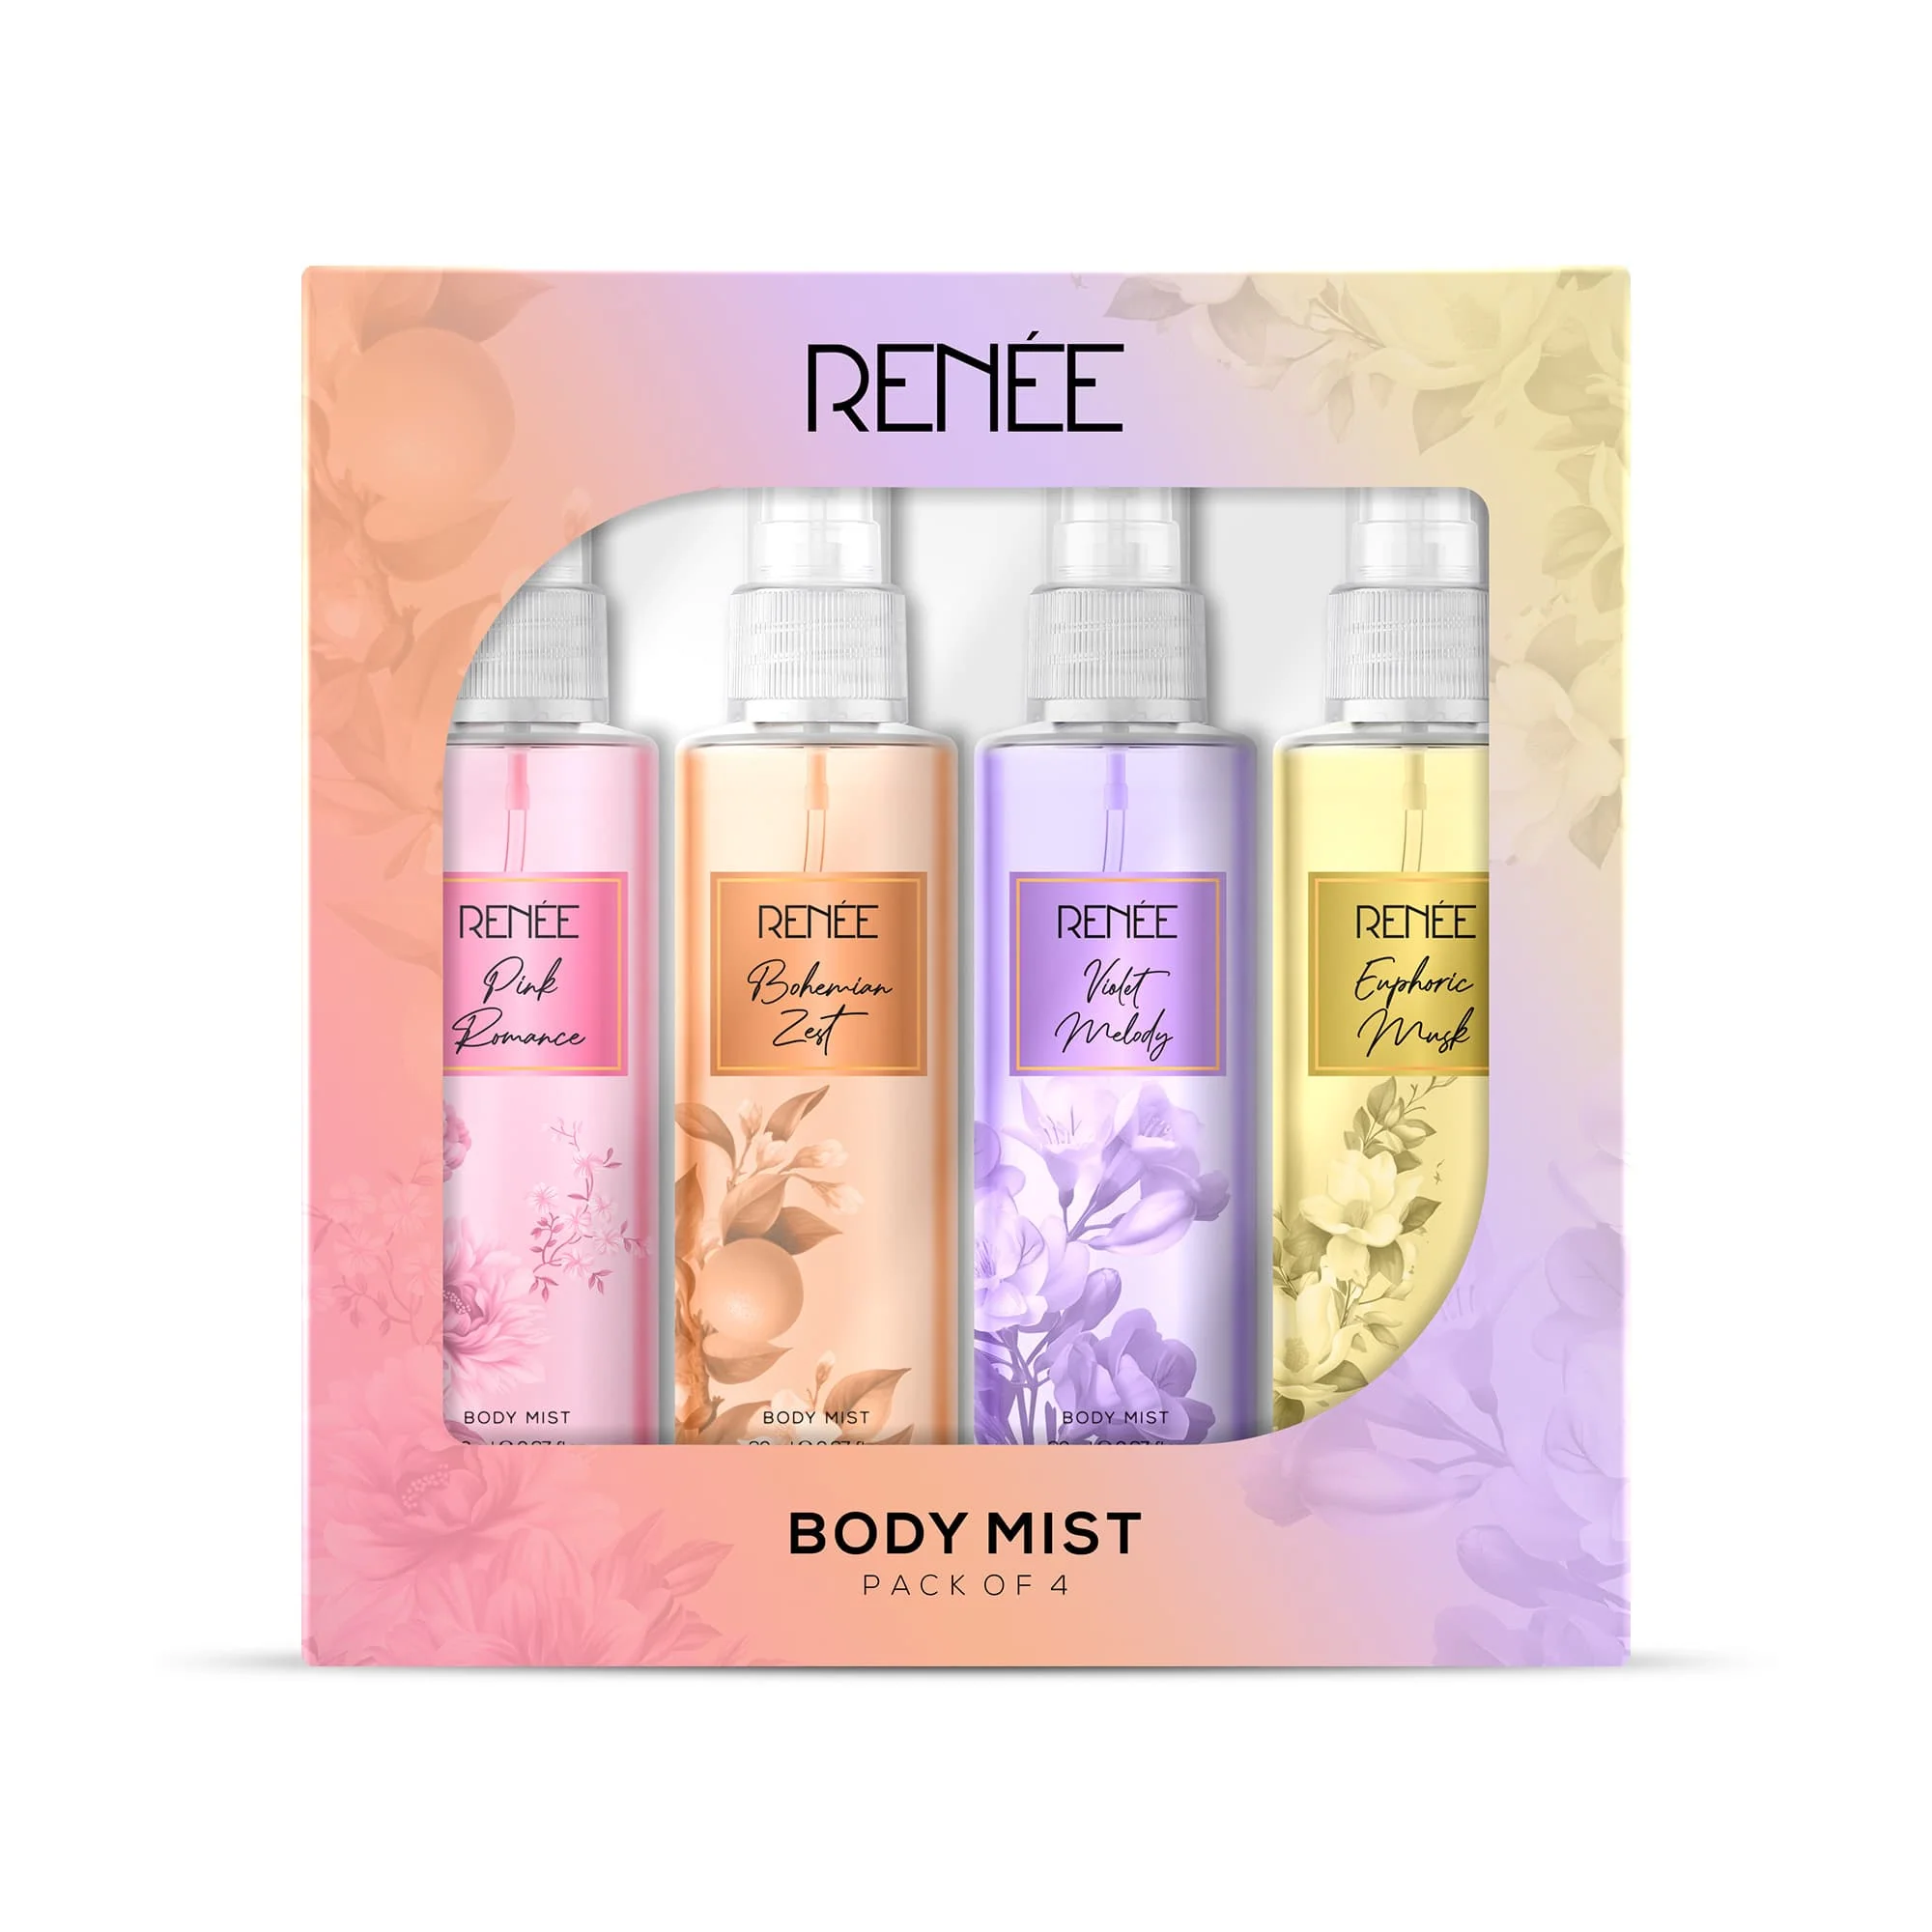 RENÉE
RENÉE
Pink
Romance
BODY MIST
RENÉE
Bohemian
Zest
BODY MIST
RENÉE
Violet
Melody
BODY MIST
RENÉE
Euphoric
Musk
BODY MIST
PACK OF 4